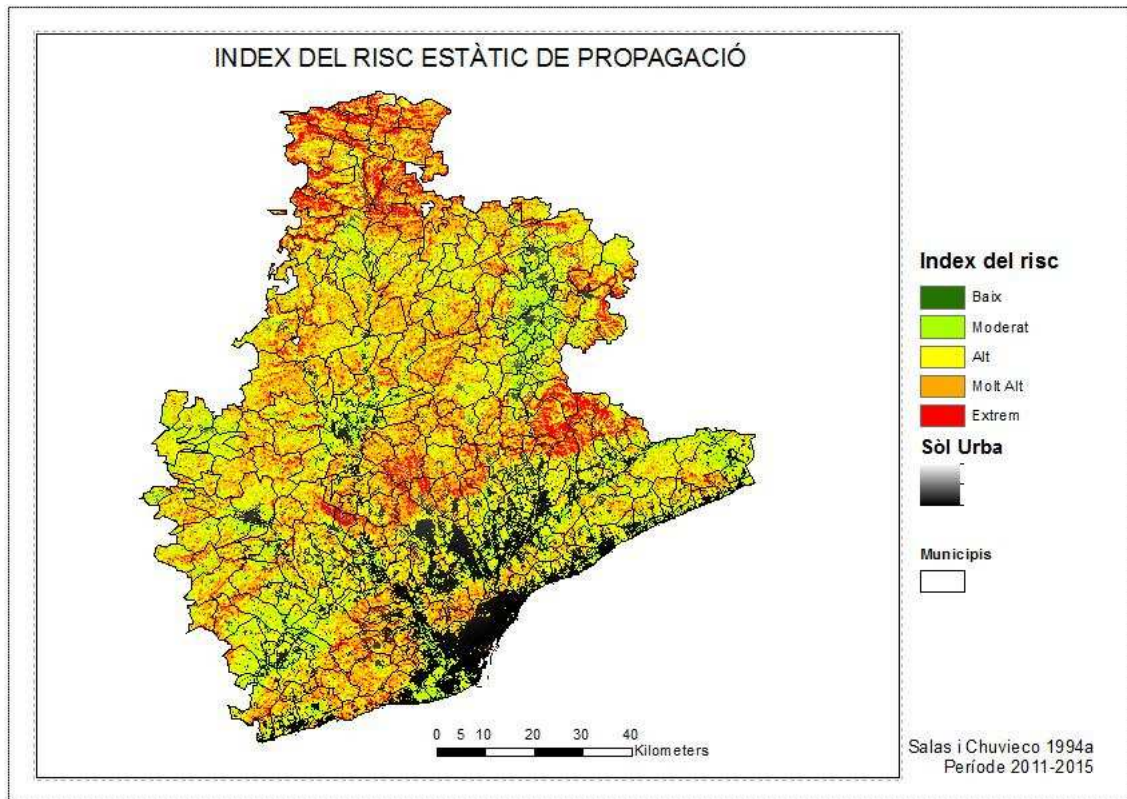 INDEX DEL RISC ESTÀTIC DE PROPAGACIÓ
Index del risc
Baix
Moderat
Alt
Molt Alt
Extrem
Sòl Urba
Municipis
0 5 10 20 30 40
Kilometers
Salas i Chuvieco 1994a
Període 2011-2015